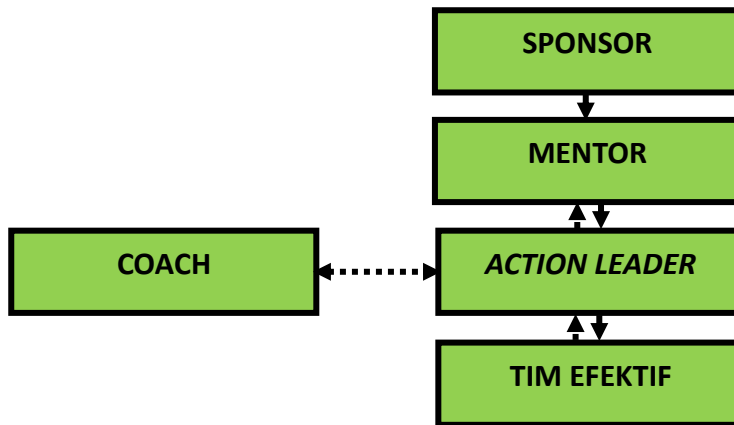 SPONSOR
MENTOR
COACH
ACTION LEADER
TIM EFEKTIF